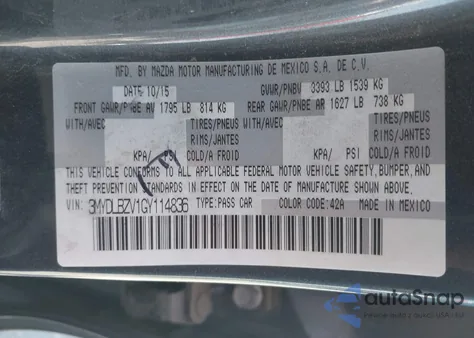 MFD. BY MAZDA MOTOR MANUFACTURING DE MEXICO S.A. DE C.V.
DATE 10/15 GVWR/PNBV 3393 LB 1539 KG
FRONT GAWR/PNBE AV 1795 LB 814 KG REAR GAWR/PNBE AR 1627 LB 738 KG
WITH/AVEC TIRES/PNEUS WITH/AVEC TIRES/PNEUS
RIMS/JANTES RIMS/JANTES
KPA/ PSI COLD/A FROID KPA/ PSI COLD/A FROID
THIS VEHICLE CONFORMS TO ALL APPLICABLE FEDERAL MOTOR VEHICLE SAFETY, BUMPER, AND
THEFT PREVENTION STANDARDS IN EFFECT ON THE DATE OF MANUFACTURE SHOWN ABOVE.
VIN: 3MYDLBZV1GY114836 TYPE:PASS CAR COLOR CODE:42A MADE IN MEXICO
autoSnap